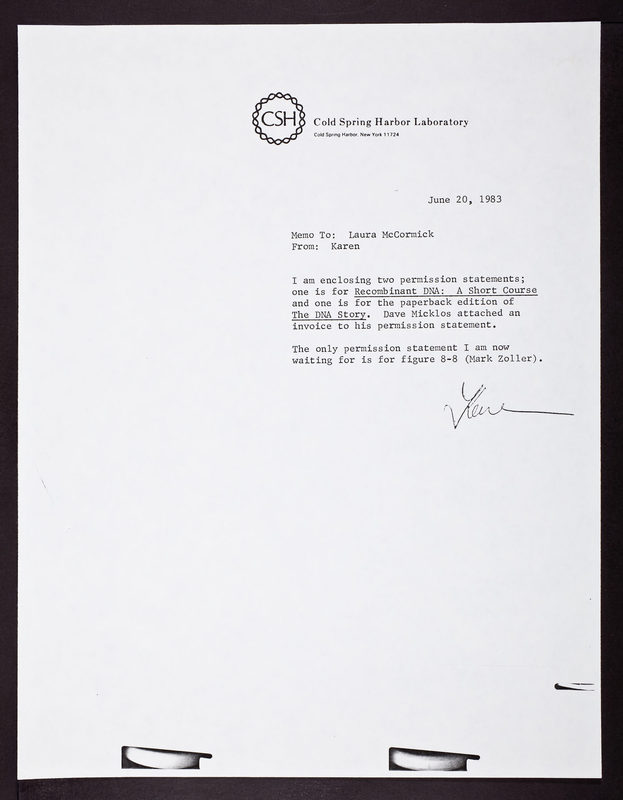 CSH
Cold Spring Harbor Laboratory
Cold Spring Harbor, New York 11724
June 20, 1983
Memo To:  Laura McCormick
From:  Karen
I am enclosing two permission statements;
one is for Recombinant DNA:  A Short Course
and one is for the paperback edition of
The DNA Story.  Dave Micklos attached an
invoice to his permission statement.
The only permission statement I am now
waiting for is for figure 8-8 (Mark Zoller).
Karen